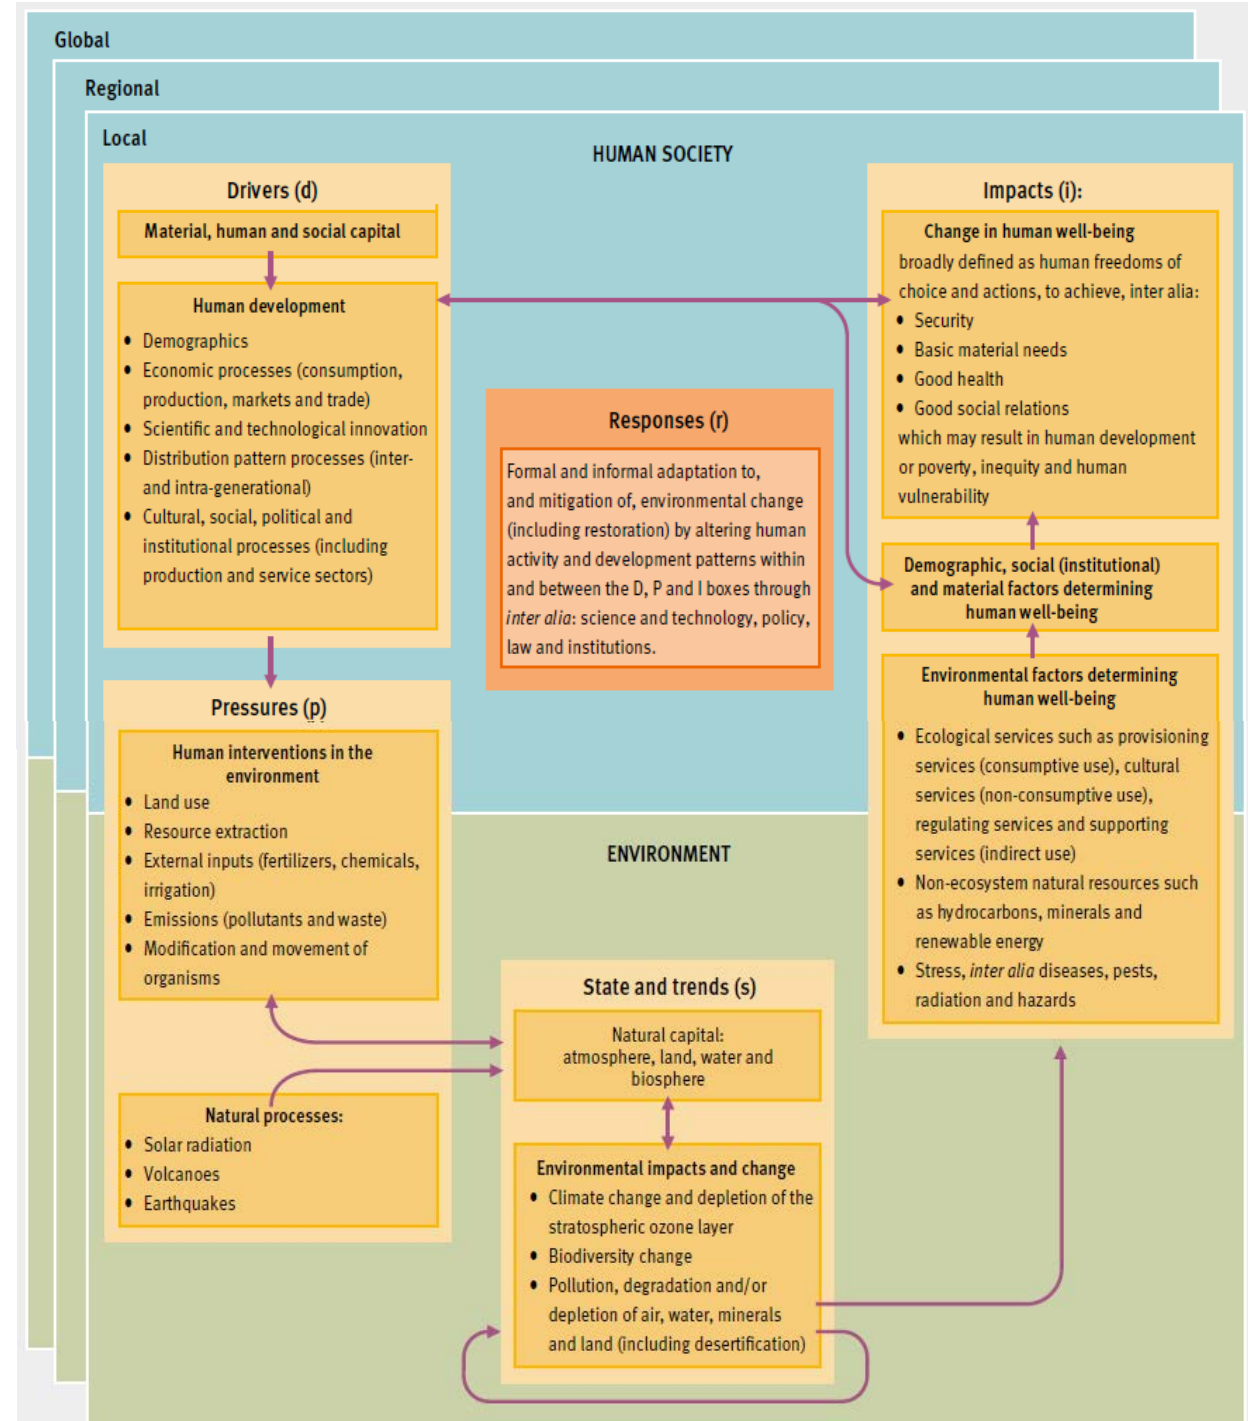 Global
Regional
Local
HUMAN SOCIETY
Drivers (d)
Material, human and social capital
Human development
• Demographics
• Economic processes (consumption,
production, markets and trade)
• Scientific and technological innovation
• Distribution pattern processes (inter-
and intra-generational)
• Cultural, social, political and
institutional processes (including
production and service sectors)
Pressures (p)
Human interventions in the
environment
• Land use
• Resource extraction
• External inputs (fertilizers, chemicals,
irrigation)
• Emissions (pollutants and waste)
• Modification and movement of
organisms
Natural processes:
• Solar radiation
• Volcanoes
• Earthquakes
Responses (r)
Formal and informal adaptation to,
and mitigation of, environmental change
(including restoration) by altering human
activity and development patterns within
and between the D, P and I boxes through
inter alia: science and technology, policy,
law and institutions.
ENVIRONMENT
State and trends (s)
Natural capital:
atmosphere, land, water and
biosphere
Environmental impacts and change
• Climate change and depletion of the
stratospheric ozone layer
• Biodiversity change
• Pollution, degradation and/or
depletion of air, water, minerals
and land (including desertification)
Impacts (i):
Change in human well-being
broadly defined as human freedoms of
choice and actions, to achieve, inter alia:
• Security
• Basic material needs
• Good health
• Good social relations
which may result in human development
or poverty, inequity and human
vulnerability
Demographic, social (institutional)
and material factors determining
human well-being
Environmental factors determining
human well-being
• Ecological services such as provisioning
services (consumptive use), cultural
services (non-consumptive use),
regulating services and supporting
services (indirect use)
• Non-ecosystem natural resources such
as hydrocarbons, minerals and
renewable energy
• Stress, inter alia diseases, pests,
radiation and hazards